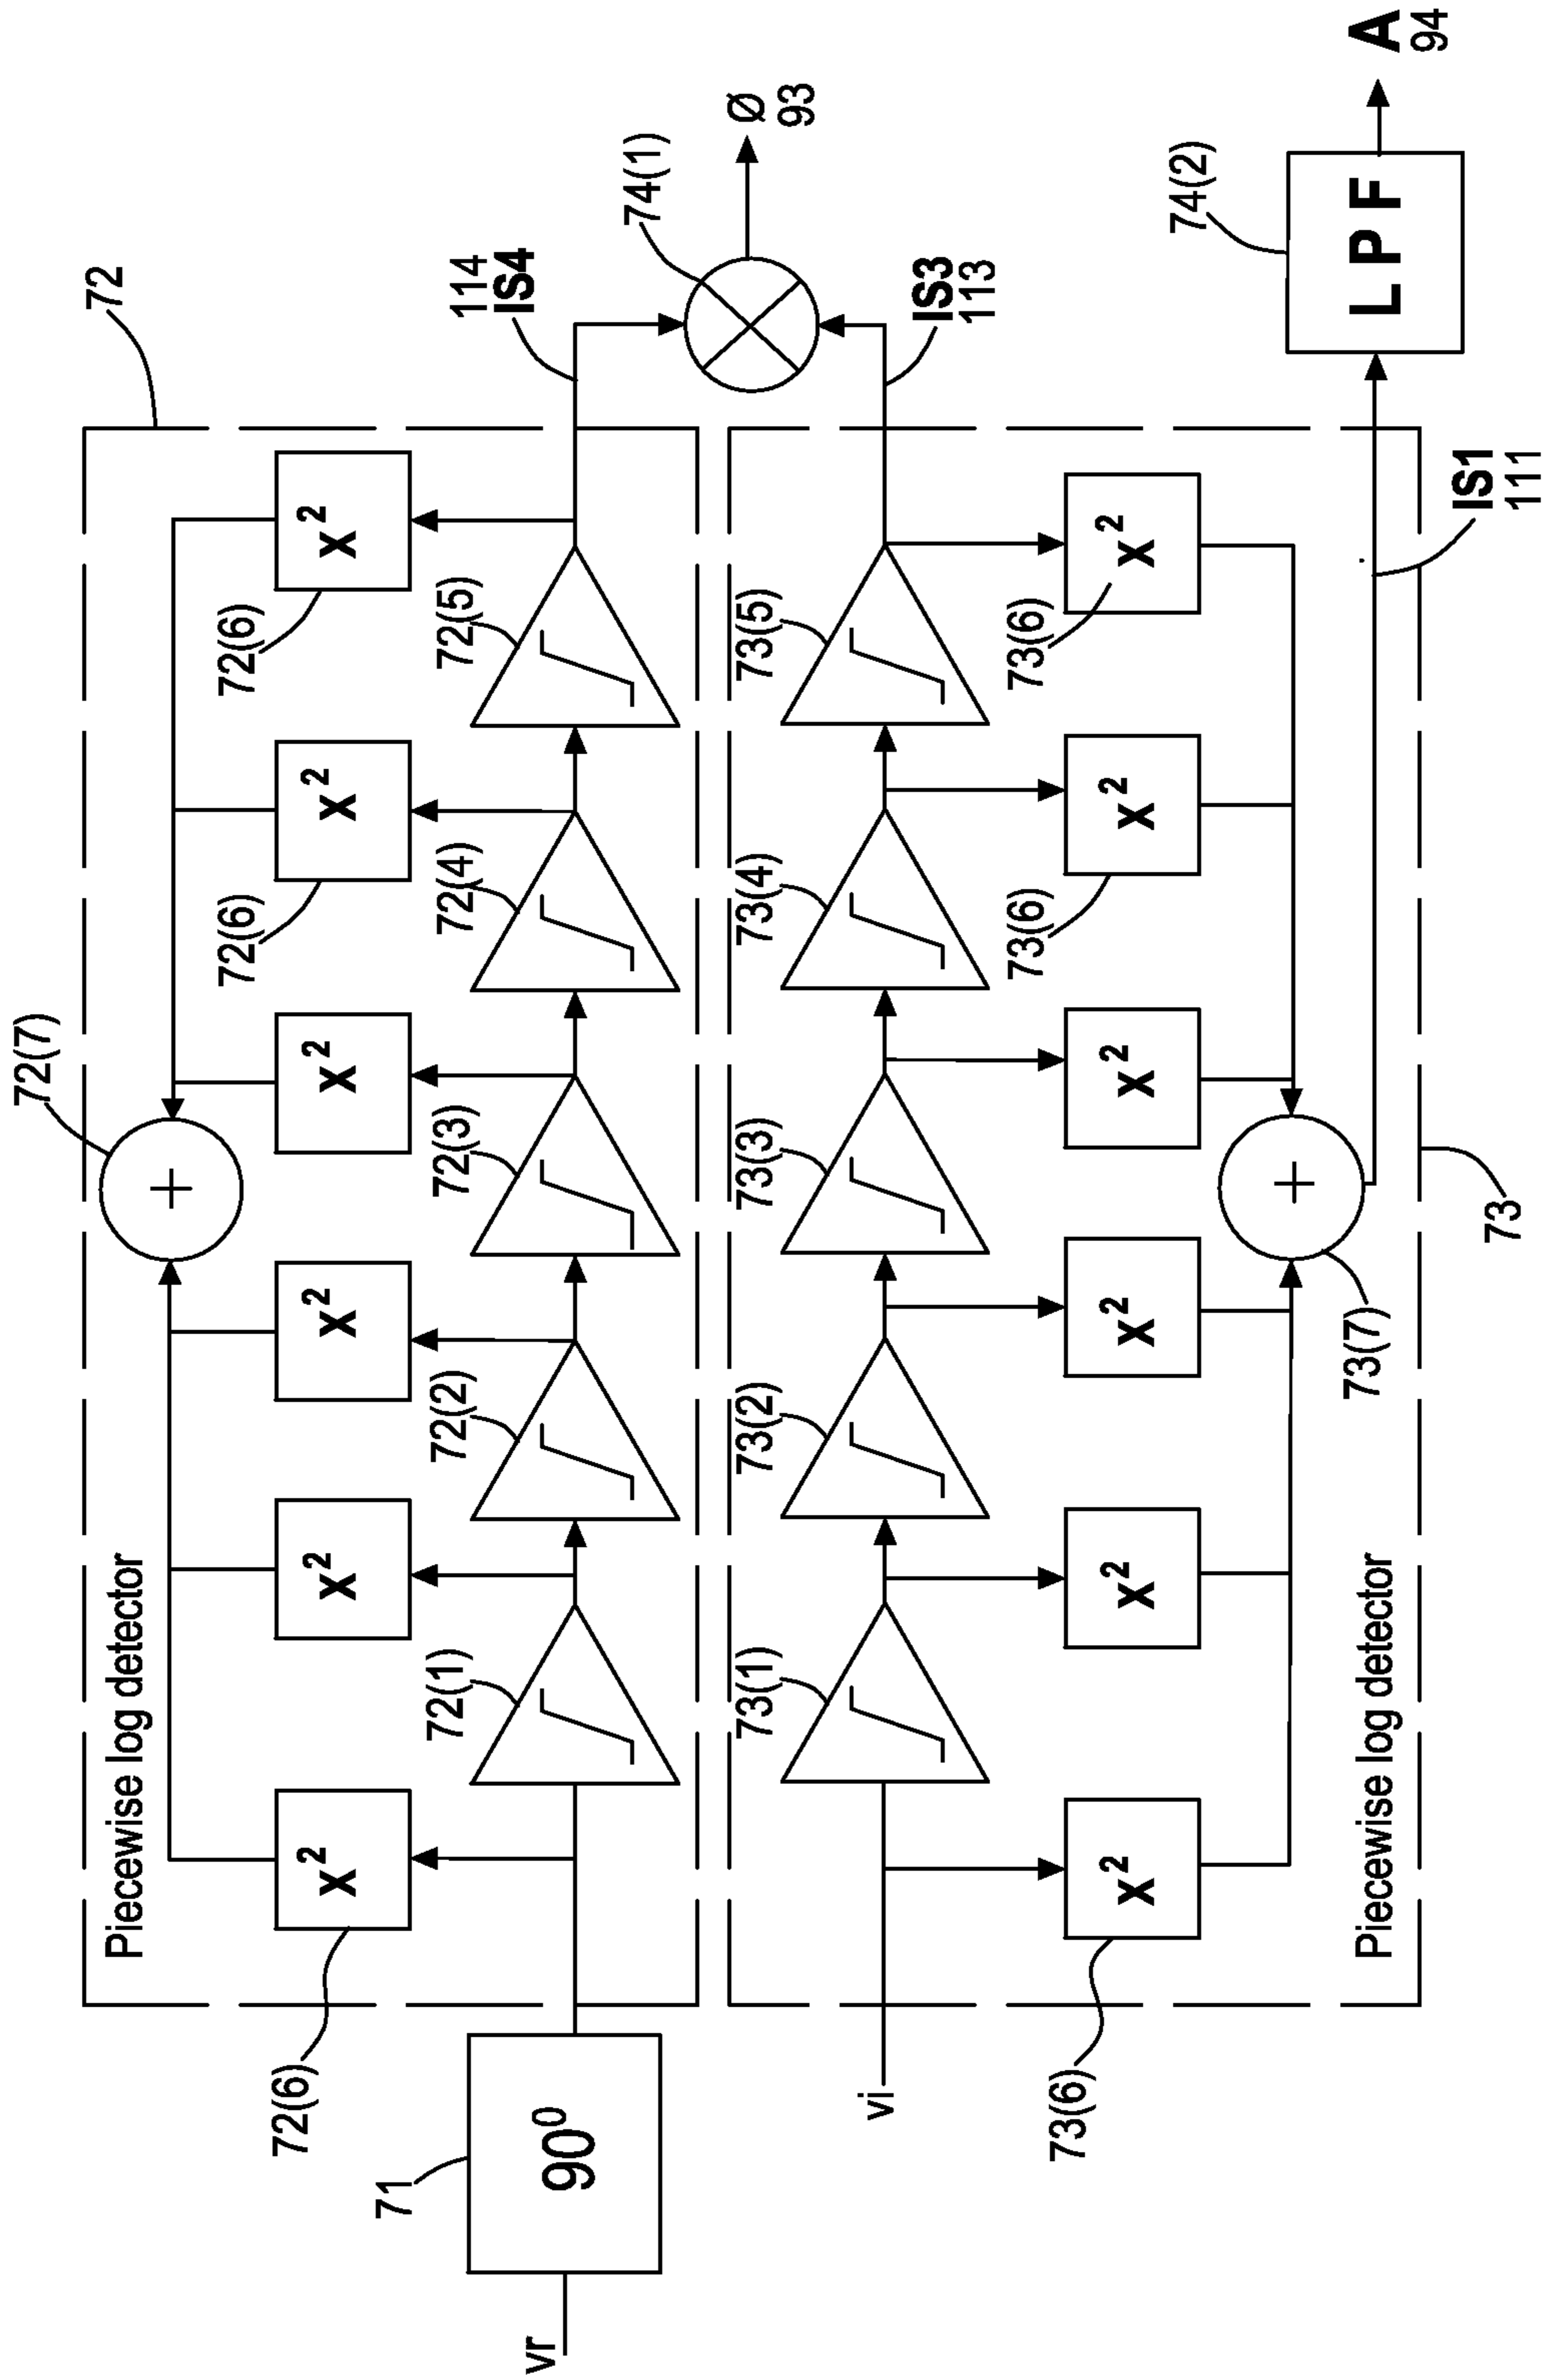 72
72(7)
Piecewise log detector
72(6)
x²
x²
x²
x²
x²
x²
72(6)
72(6)
71
vr
90⁰
72(1)
72(2)
72(3)
72(4)
72(5)
114
IS4
74(1)
Ø
93
IS3
113
vi
73(1)
73(2)
73(3)
73(4)
73(5)
73(6)
x²
x²
x²
x²
x²
x²
73(6)
73(6)
+
+
73(7)
Piecewise log detector
73
IS1
111
74(2)
LPF
A
94